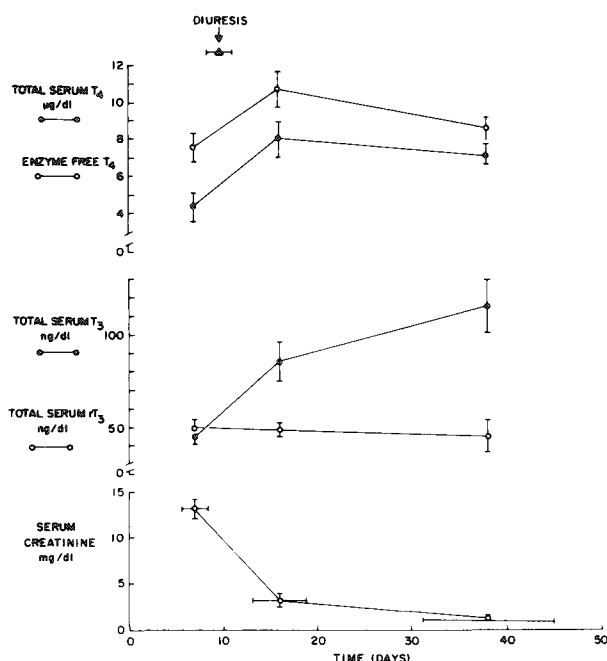 DIURESIS
12
TOTAL SERUM T4
μg/dl
10
8
ENZYME FREE T4
6
4
0
TOTAL SERUM T3
ng/dl
100
TOTAL SERUM rT3
ng/dl
50
0
15
SERUM
CREATININE
mg/dl
10
5
0
0 10 20 30 40 50
TIME (DAYS)